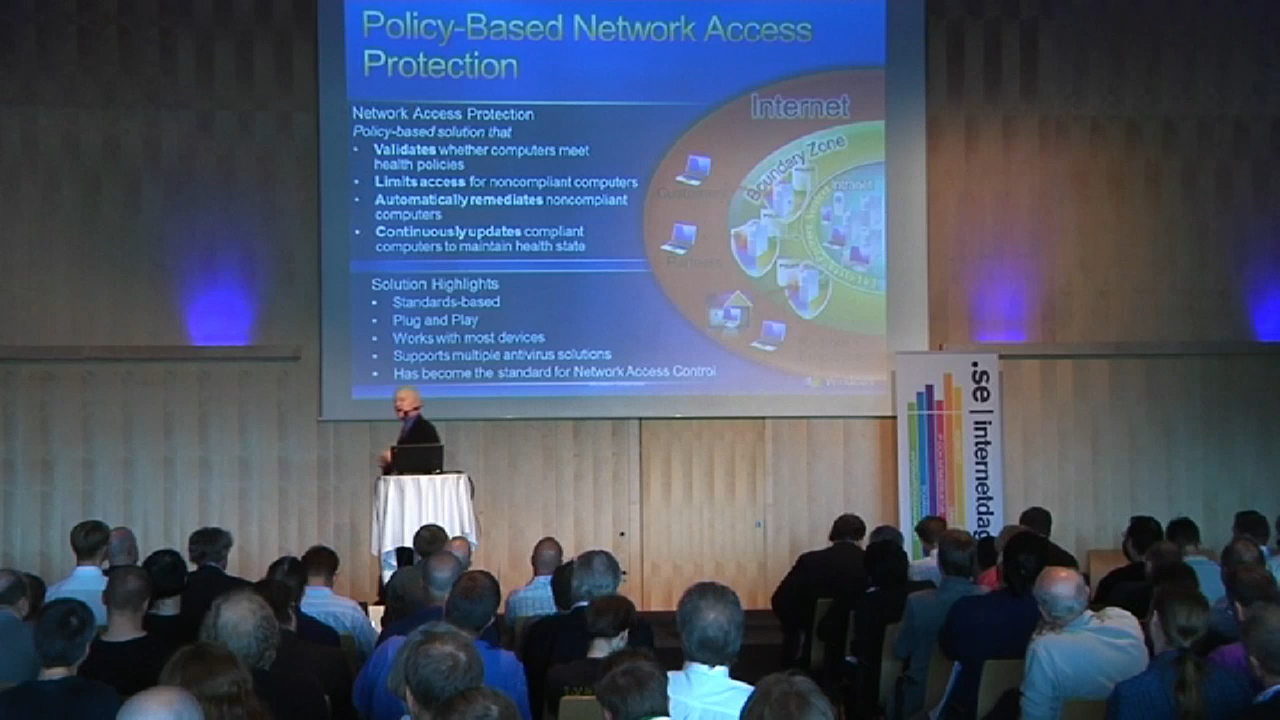 Policy-Based Network Access
Protection
Network Access Protection
Policy-based solution that
• Validates whether computers meet
health policies
• Limits access for noncompliant computers
• Automatically remediates noncompliant
computers
• Continuously updates compliant
computers to maintain health state
Solution Highlights
• Standards-based
• Plug and Play
• Works with most devices
• Supports multiple antivirus solutions
• Has become the standard for Network Access Control
Internet
Boundary Zone
Intranet
Partners
Windows
.se | internetdag